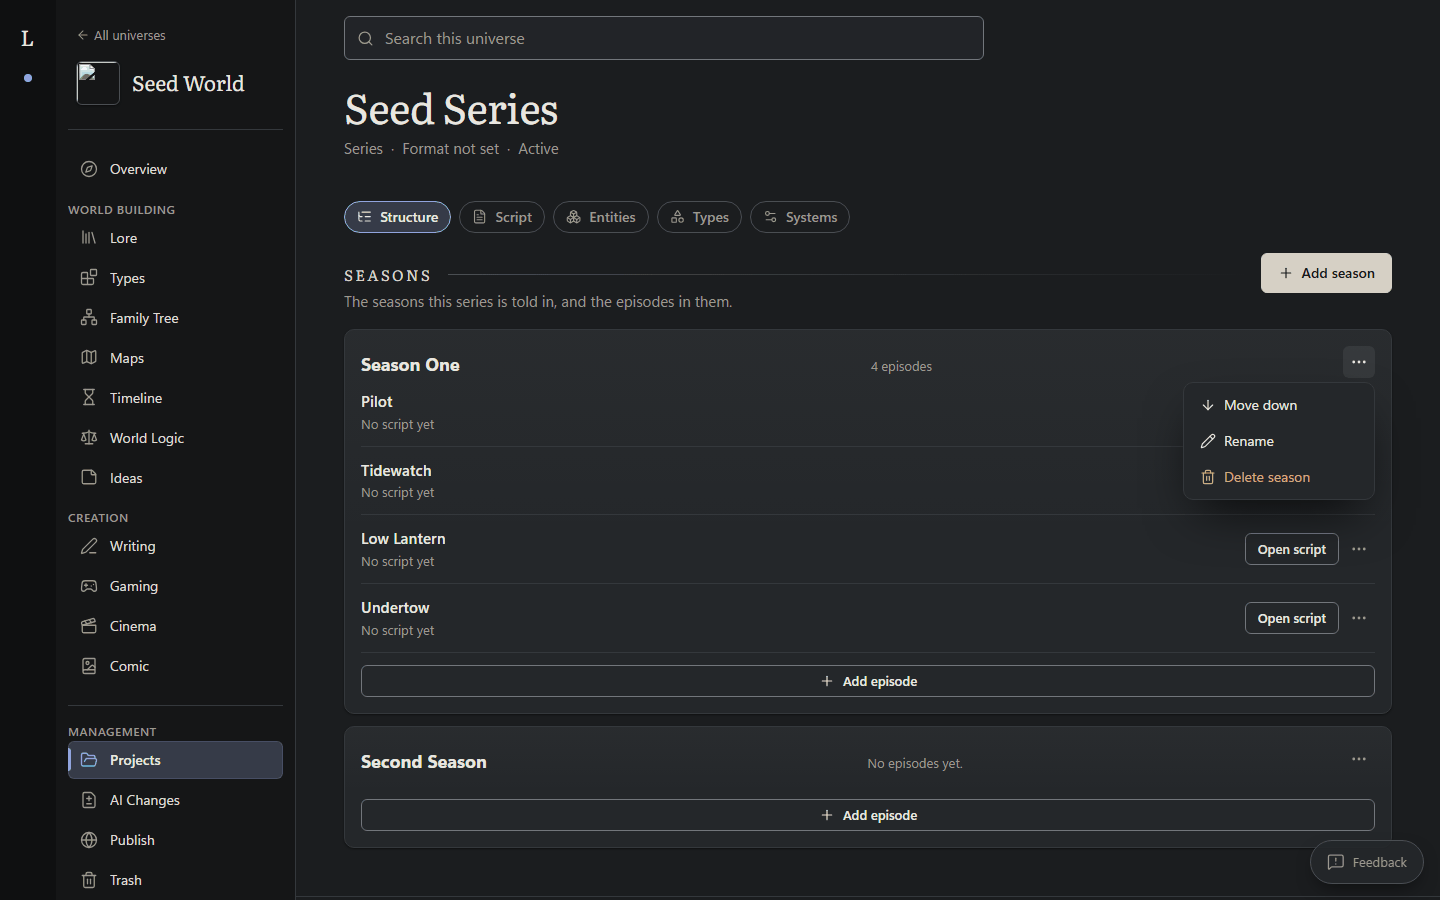 L
All universes
Seed World
Overview
WORLD BUILDING
Lore
Types
Family Tree
Maps
Timeline
World Logic
Ideas
CREATION
Writing
Gaming
Cinema
Comic
MANAGEMENT
Projects
AI Changes
Publish
Trash
Search this universe
Seed Series
Series · Format not set · Active
Structure
Script
Entities
Types
Systems
SEASONS
Add season
The seasons this series is told in, and the episodes in them.
Season One
4 episodes
Move down
Rename
Delete season
Pilot
No script yet
Tidewatch
No script yet
Low Lantern
No script yet
Open script
Undertow
No script yet
Open script
Add episode
Second Season
No episodes yet.
Add episode
Feedback